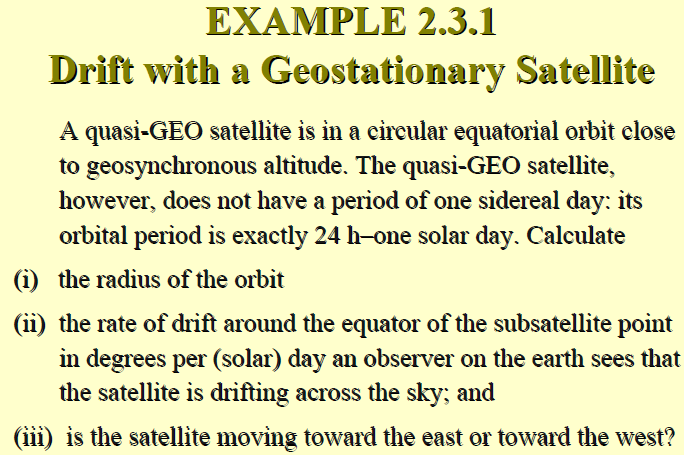 EXAMPLE 2.3.1
Drift with a Geostationary Satellite
A quasi-GEO satellite is in a circular equatorial orbit close
to geosynchronous altitude. The quasi-GEO satellite,
however, does not have a period of one sidereal day: its
orbital period is exactly 24 h–one solar day. Calculate
(i) the radius of the orbit
(ii) the rate of drift around the equator of the subsatellite point
in degrees per (solar) day an observer on the earth sees that
the satellite is drifting across the sky; and
(iii) is the satellite moving toward the east or toward the west?